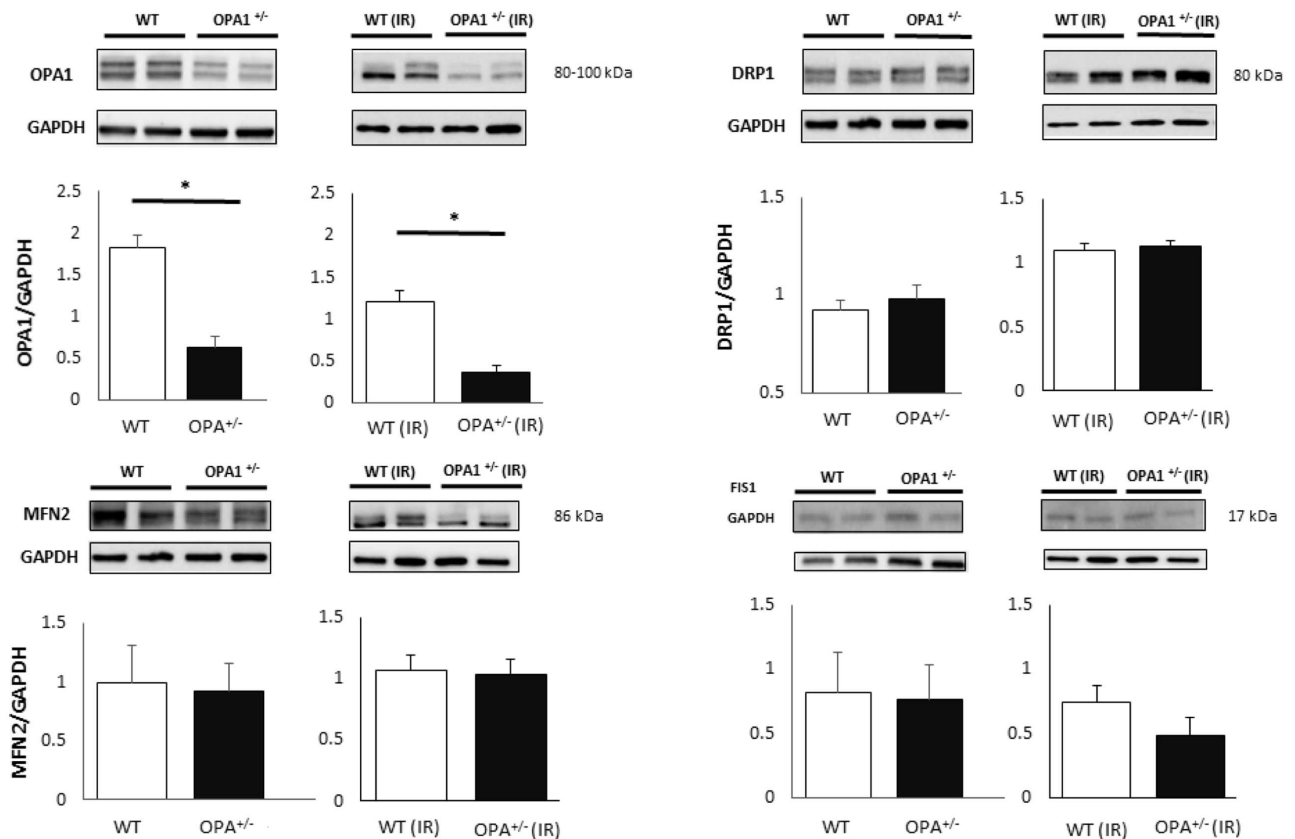 WT OPA1 +/-
OPA1
GAPDH
WT (IR) OPA1 +/- (IR)
80-100 kDa
OPA1/GAPDH
2.5
2
1.5
1
0.5
0
*
WT OPA+/-
2.5
2
1.5
1
0.5
0
*
WT (IR) OPA+/- (IR)
WT OPA1 +/-
DRP1
GAPDH
WT (IR) OPA1 +/- (IR)
80 kDa
DRP1/GAPDH
1.5
1
0.5
WT OPA+/-
1.5
1
0.5
0
WT (IR) OPA+/- (IR)
WT OPA1 +/-
MFN2
GAPDH
WT (IR) OPA1 +/- (IR)
86 kDa
MFN2/GAPDH
1.5
1
0.5
0
WT OPA+/-
1.5
1
0.5
0
WT (IR) OPA+/- (IR)
WT OPA1 +/-
FIS1
GAPDH
WT (IR) OPA1 +/- (IR)
17 kDa
1.5
1
0.5
0
WT OPA+/-
1.5
1
0.5
0
WT (IR) OPA+/- (IR)